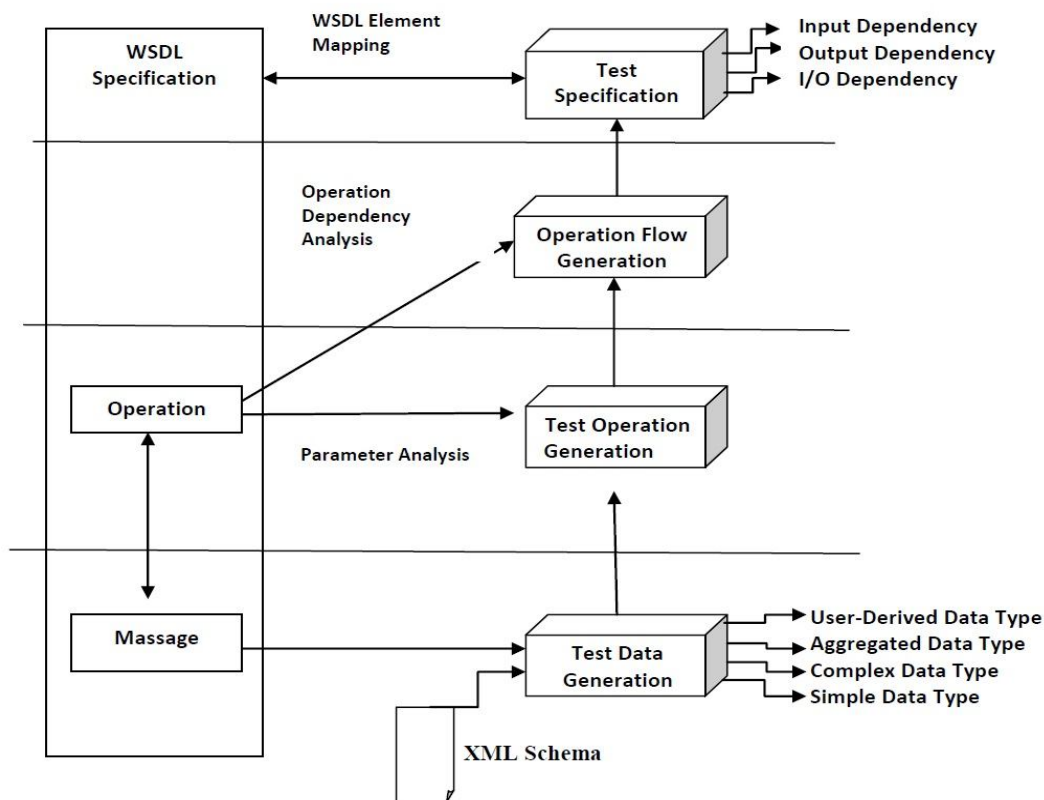 WSDL
Specification
WSDL Element
Mapping
Test
Specification
Input Dependency
Output Dependency
I/O Dependency
Operation
Dependency
Analysis
Operation Flow
Generation
Operation
Parameter Analysis
Test Operation
Generation
Massage
Test Data
Generation
User-Derived Data Type
Aggregated Data Type
Complex Data Type
Simple Data Type
XML Schema